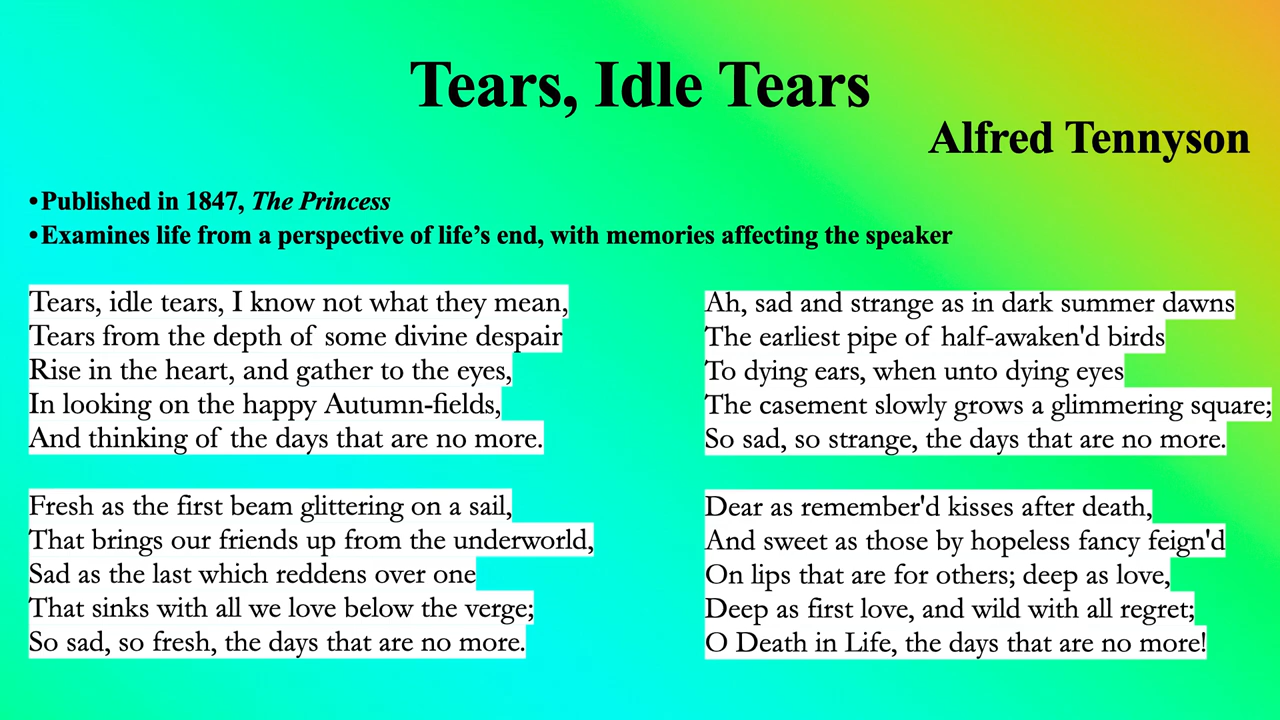 Tears, Idle Tears
Alfred Tennyson
•Published in 1847, The Princess
•Examines life from a perspective of life’s end, with memories affecting the speaker
Tears, idle tears, I know not what they mean,
Tears from the depth of some divine despair
Rise in the heart, and gather to the eyes,
In looking on the happy Autumn-fields,
And thinking of the days that are no more.
Fresh as the first beam glittering on a sail,
That brings our friends up from the underworld,
Sad as the last which reddens over one
That sinks with all we love below the verge;
So sad, so fresh, the days that are no more.
Ah, sad and strange as in dark summer dawns
The earliest pipe of half-awaken'd birds
To dying ears, when unto dying eyes
The casement slowly grows a glimmering square;
So sad, so strange, the days that are no more.
Dear as remember'd kisses after death,
And sweet as those by hopeless fancy feign'd
On lips that are for others; deep as love,
Deep as first love, and wild with all regret;
O Death in Life, the days that are no more!